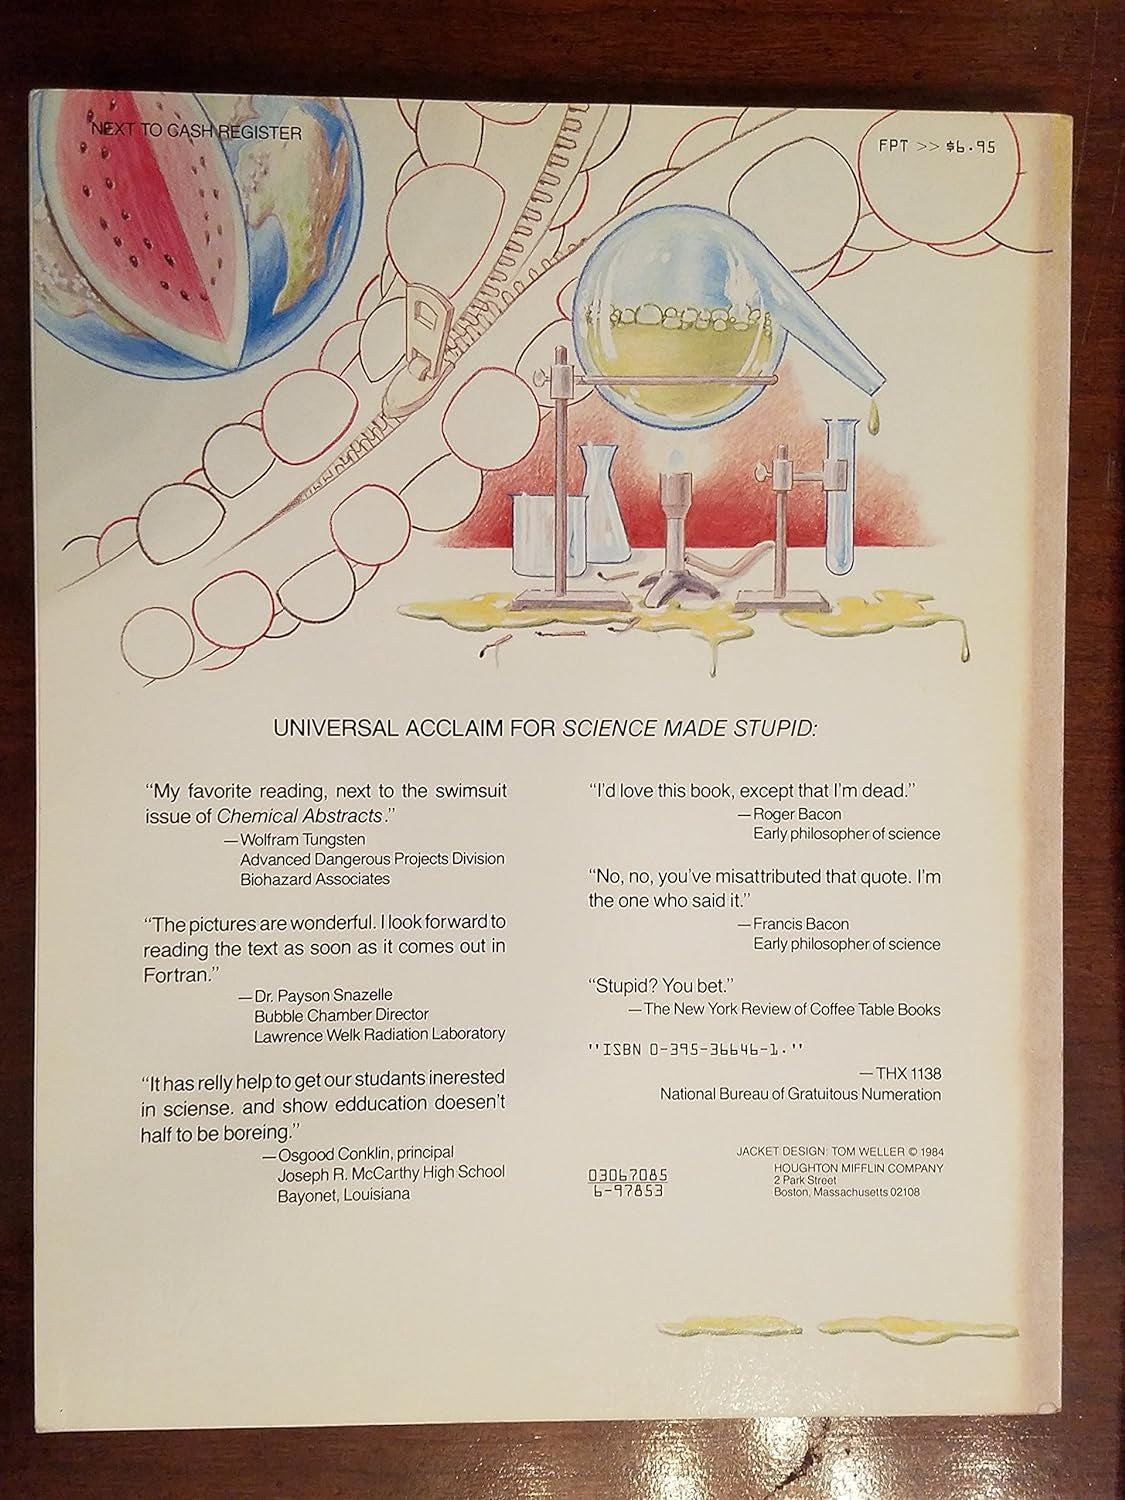 NEXT TO CASH REGISTER
FPT >> $6.95
UNIVERSAL ACCLAIM FOR SCIENCE MADE STUPID:
“My favorite reading, next to the swimsuit
issue of Chemical Abstracts.”
—Wolfram Tungsten
Advanced Dangerous Projects Division
Biohazard Associates
“The pictures are wonderful. I look forward to
reading the text as soon as it comes out in
Fortran.”
—Dr. Payson Snazelle
Bubble Chamber Director
Lawrence Welk Radiation Laboratory
“It has relly help to get our studants inerested
in sciense. and show edducation doesen't
half to be boreing.”
—Osgood Conklin, principal
Joseph R. McCarthy High School
Bayonet, Louisiana
“I'd love this book, except that I'm dead.”
—Roger Bacon
Early philosopher of science
“No, no, you've misattributed that quote. I'm
the one who said it.”
—Francis Bacon
Early philosopher of science
“Stupid? You bet.”
—The New York Review of Coffee Table Books
''ISBN 0-395-36646-1.''
—THX 1138
National Bureau of Gratuitous Numeration
03067085
6-97853
JACKET DESIGN: TOM WELLER © 1984
HOUGHTON MIFFLIN COMPANY
2 Park Street
Boston, Massachusetts 02108